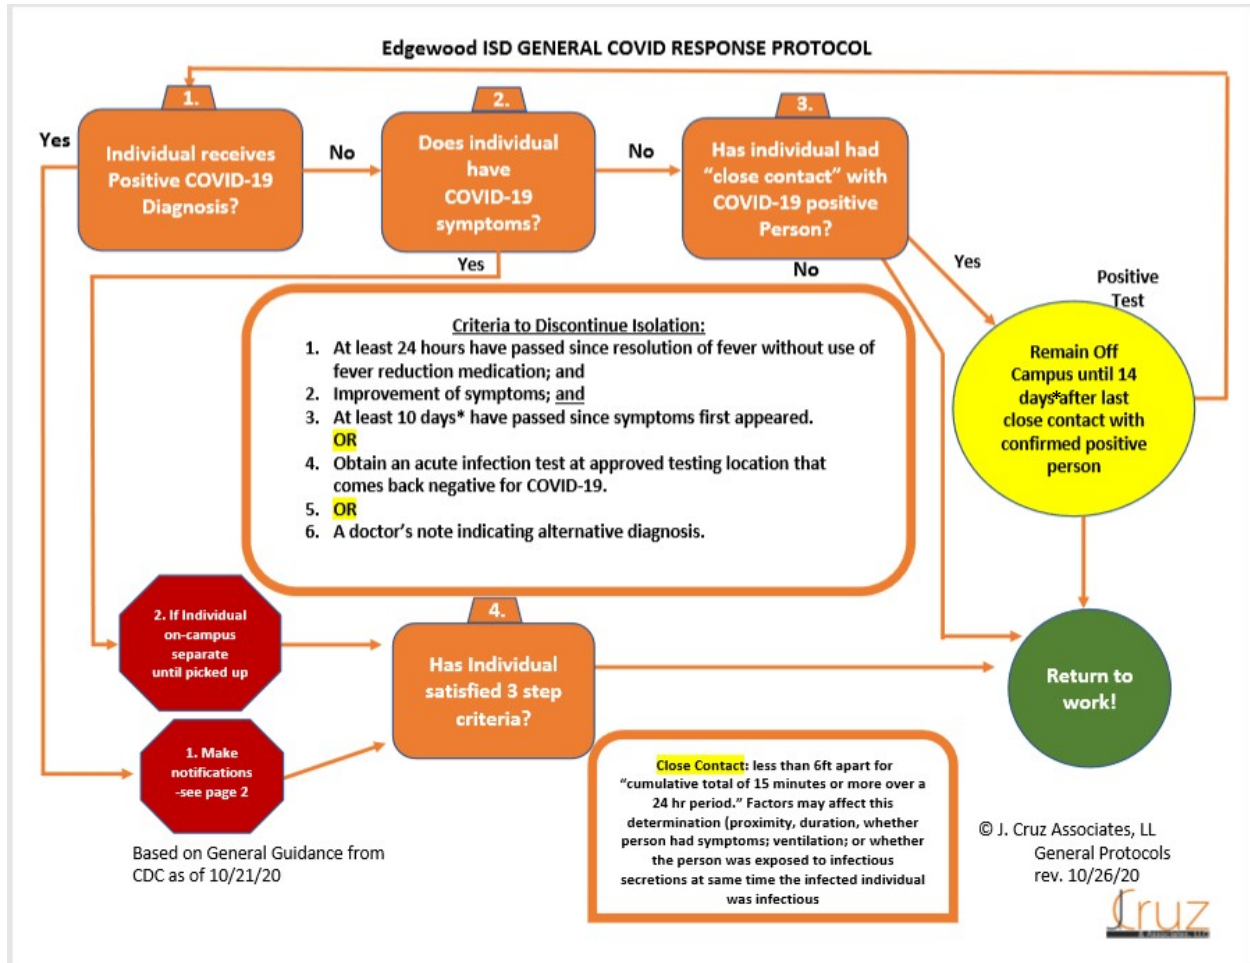 Edgewood ISD GENERAL COVID RESPONSE PROTOCOL
1.
Individual receives
Positive COVID-19
Diagnosis?
Yes
No
2.
Does individual
have
COVID-19
symptoms?
No
Yes
3.
Has individual had
“close contact” with
COVID-19 positive
Person?
No
Yes
Positive
Test
Remain Off
Campus until 14
days*after last
close contact with
confirmed positive
person
Criteria to Discontinue Isolation:
1. At least 24 hours have passed since resolution of fever without use of
fever reduction medication; and
2. Improvement of symptoms; and
3. At least 10 days* have passed since symptoms first appeared.
OR
4. Obtain an acute infection test at approved testing location that
comes back negative for COVID-19.
5. OR
6. A doctor’s note indicating alternative diagnosis.
2. If Individual
on-campus
separate
until picked up
1. Make
notifications
-see page 2
4.
Has Individual
satisfied 3 step
criteria?
Return to
work!
Close Contact: less than 6ft apart for
“cumulative total of 15 minutes or more over a
24 hr period.” Factors may affect this
determination (proximity, duration, whether
person had symptoms; ventilation; or whether
the person was exposed to infectious
secretions at same time the infected individual
was infectious
Based on General Guidance from
CDC as of 10/21/20
© J. Cruz Associates, LL
General Protocols
rev. 10/26/20
JCruz
& Associates, LLC